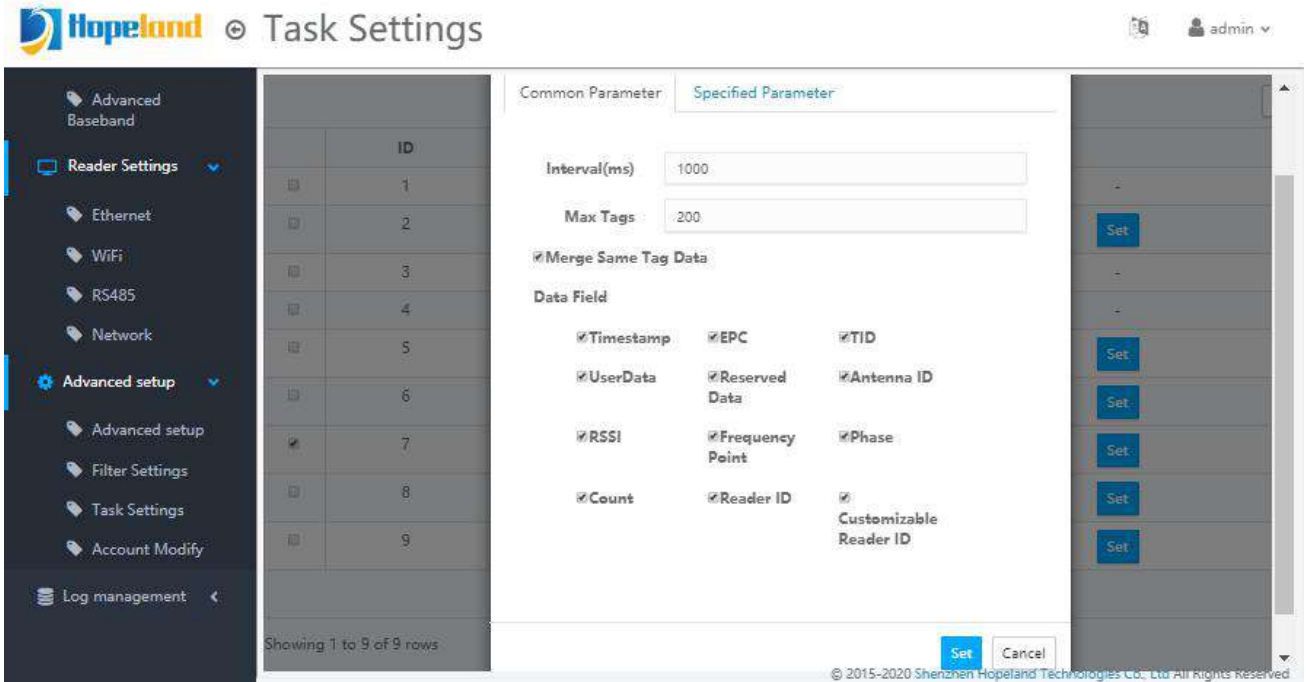 Hopeland Task Settings admin
Advanced
Baseband
Reader Settings
Ethernet
WiFi
RS485
Network
Advanced setup
Advanced setup
Filter Settings
Task Settings
Account Modify
Log management
Common Parameter Specified Parameter
Interval(ms) 1000
Max Tags 200
Merge Same Tag Data
Data Field
Timestamp EPC TID
UserData Reserved Data Antenna ID
RSSI Frequency Point Phase
Count Reader ID Customizable Reader ID
Set Cancel
ID
1 -
2 Set
3 -
4 -
5 Set
6 Set
7 Set
8 Set
9 Set
Showing 1 to 9 of 9 rows
© 2015-2020 Shenzhen Hopeland Technologies Co., Ltd All Rights Reserved